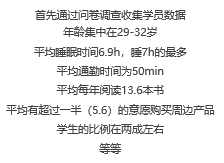 首先通过问卷调查收集学员数据
年龄集中在29-32岁
平均睡眠时间6.9h，睡7h的最多
平均通勤时间为50min
平均每年阅读13.6本书
平均有超过一半（5.6）的意愿购买周边产品
学生的比例在两成左右
等等